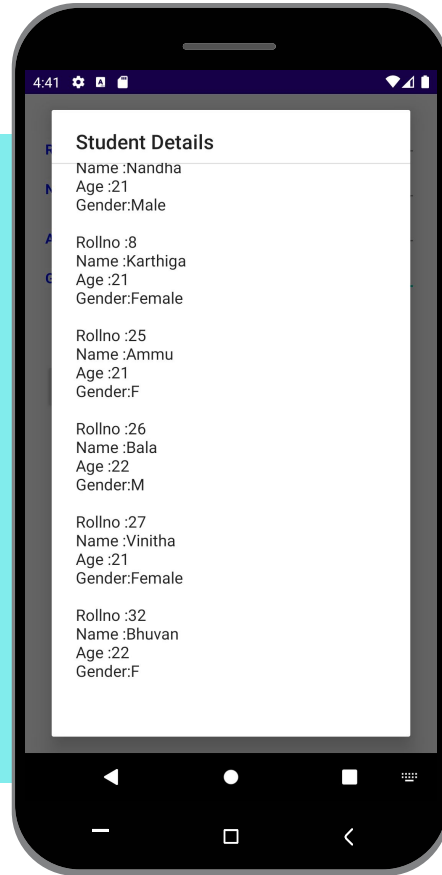 4:41
Student Details
Name :Nandha
Age :21
Gender:Male
Rollno :8
Name :Karthiga
Age :21
Gender:Female
Rollno :25
Name :Ammu
Age :21
Gender:F
Rollno :26
Name :Bala
Age :22
Gender:M
Rollno :27
Name :Vinitha
Age :21
Gender:Female
Rollno :32
Name :Bhuvan
Age :22
Gender:F